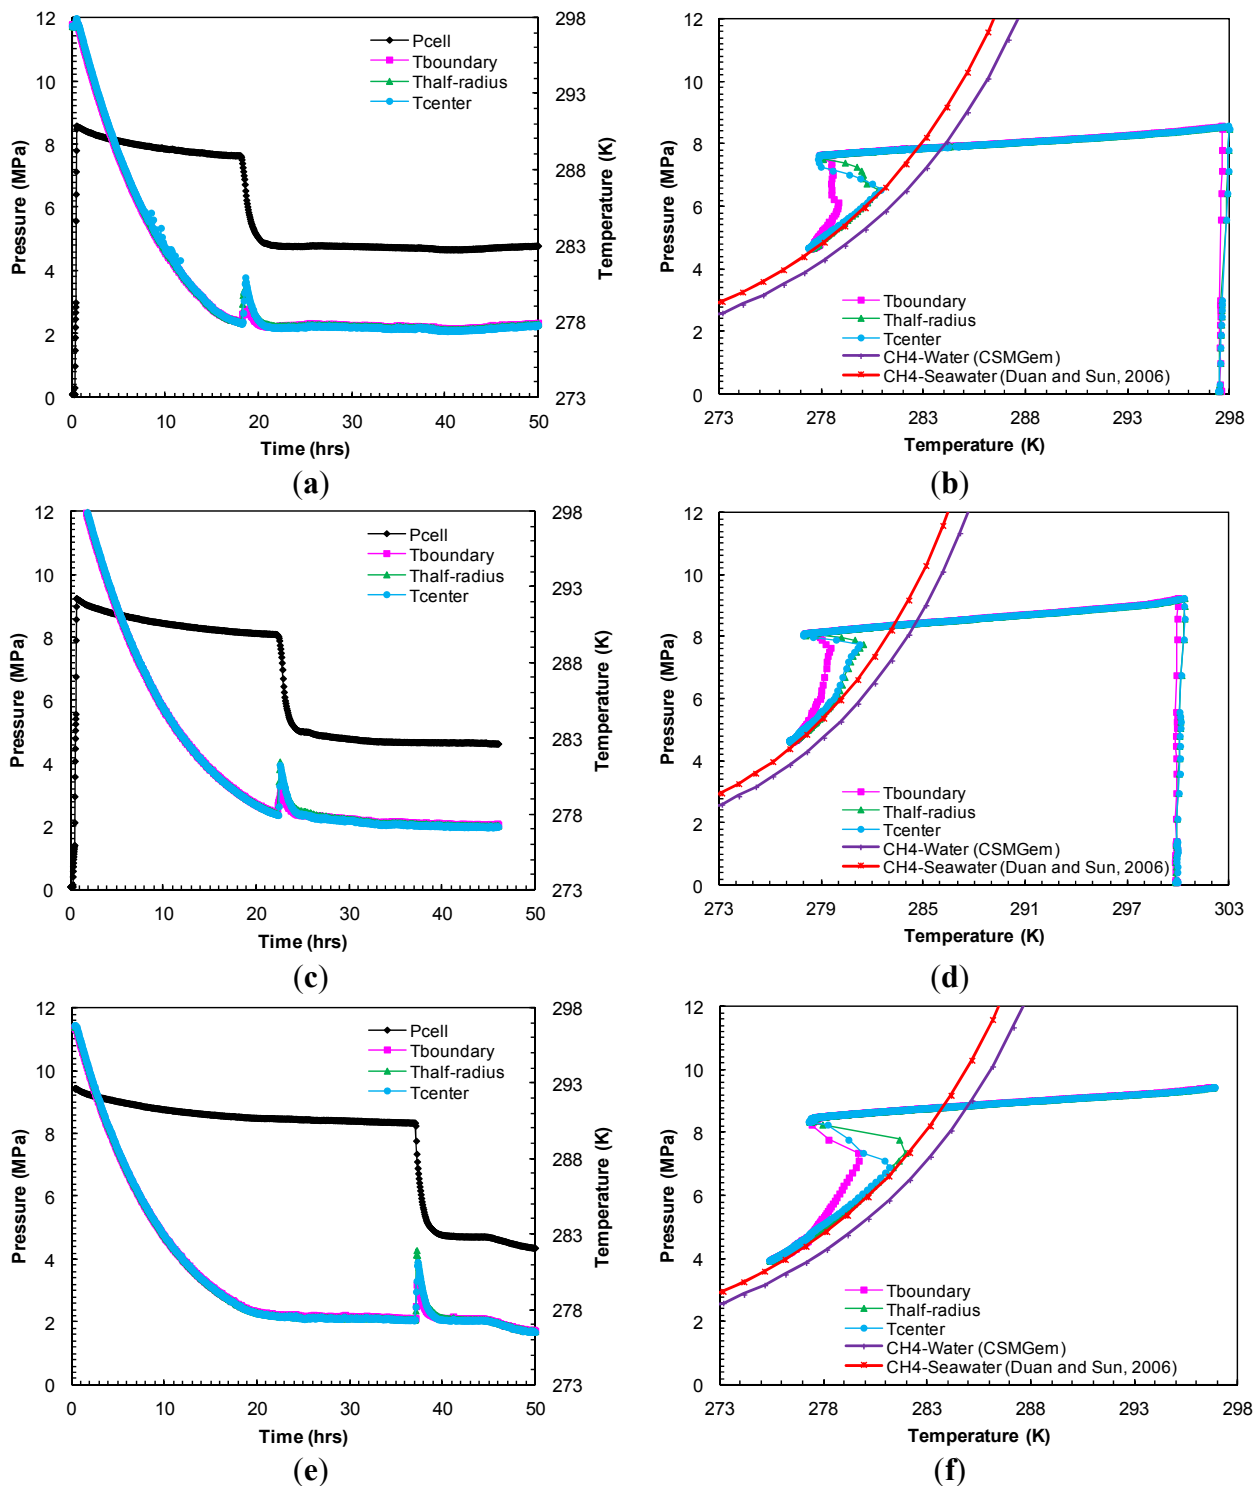 12
10
8
6
4
2
0
Pressure (MPa)
298
293
288
283
278
273
Temperature (K)
Pcell
Tboundary
Thalf-radius
Tcenter
0 10 20 30 40 50
Time (hrs)
(a)
12
10
8
6
4
2
0
Pressure (MPa)
Tboundary
Thalf-radius
Tcenter
CH4-Water (CSMGem)
CH4-Seawater (Duan and Sun, 2006)
273 278 283 288 293 298
Temperature (K)
(b)
12
10
8
6
4
2
0
Pressure (MPa)
298
293
288
283
278
273
Temperature (K)
Pcell
Tboundary
Thalf-radius
Tcenter
0 10 20 30 40 50
Time (hrs)
(c)
12
10
8
6
4
2
0
Pressure (MPa)
Tboundary
Thalf-radius
Tcenter
CH4-Water (CSMGem)
CH4-Seawater (Duan and Sun, 2006)
273 279 285 291 297 303
Temperature (K)
(d)
12
10
8
6
4
2
0
Pressure (MPa)
298
293
288
283
278
273
Temperature (K)
Pcell
Tboundary
Thalf-radius
Tcenter
0 10 20 30 40 50
Time (hrs)
(e)
12
10
8
6
4
2
0
Pressure (MPa)
Tboundary
Thalf-radius
Tcenter
CH4-Water (CSMGem)
CH4-Seawater (Duan and Sun, 2006)
273 278 283 288 293 298
Temperature (K)
(f)